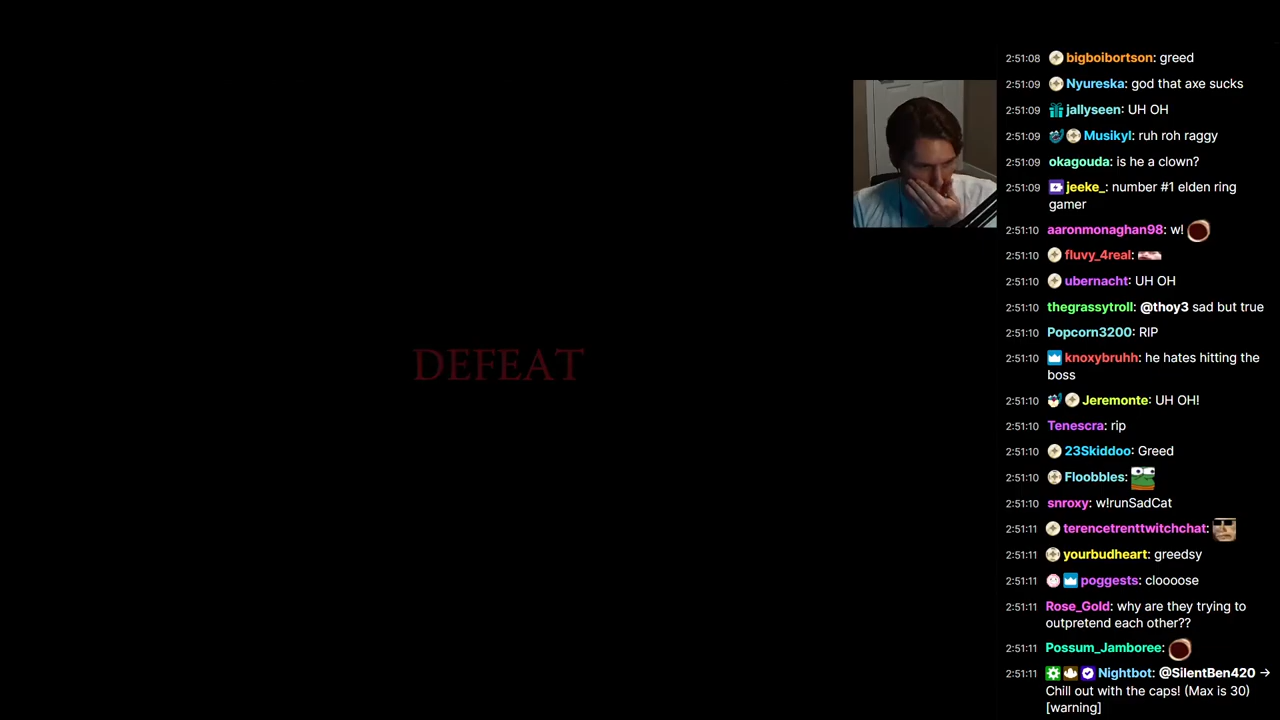 DEFEAT
2:51:08 bigboibortson: greed
2:51:09 Nyureska: god that axe sucks
2:51:09 jallyseen: UH OH
2:51:09 Musikyl: ruh roh raggy
2:51:09 okagouda: is he a clown?
2:51:09 jeeke_: number #1 elden ring
gamer
2:51:10 aaronmonaghan98: w!
2:51:10 fluvy_4real:
2:51:10 ubernacht: UH OH
2:51:10 thegrassytroll: @thoy3 sad but true
2:51:10 Popcorn3200: RIP
2:51:10 knoxybruhh: he hates hitting the
boss
2:51:10 Jeremonte: UH OH!
2:51:10 Tenescra: rip
2:51:10 23Skiddoo: Greed
2:51:10 Floobbles:
2:51:10 snroxy: w!runSadCat
2:51:11 terencetrenttwitchchat:
2:51:11 yourbudheart: greedsy
2:51:11 poggests: cloooose
2:51:11 Rose_Gold: why are they trying to
outpretend each other??
2:51:11 Possum_Jamboree:
2:51:11 Nightbot: @SilentBen420 →
Chill out with the caps! (Max is 30)
[warning]